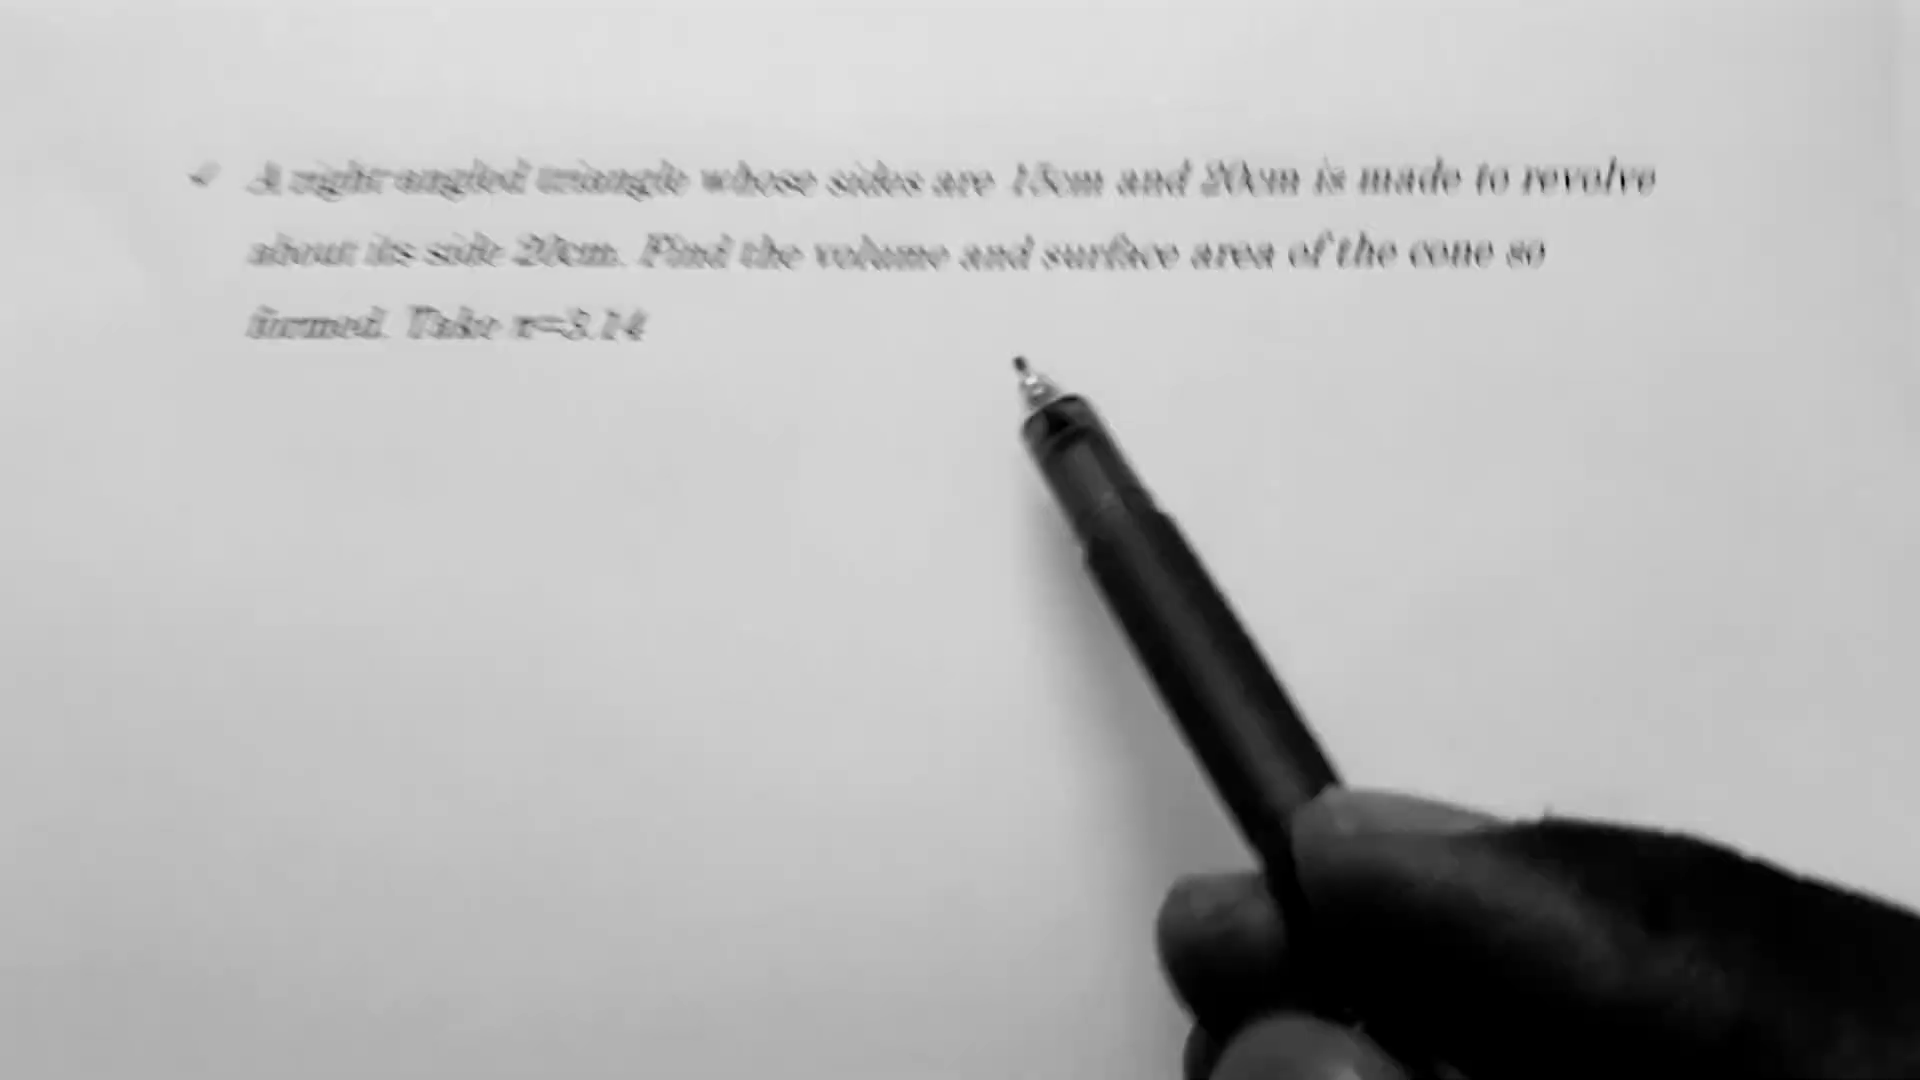 ✓ A right-angled triangle whose sides are 15cm and 20cm is made to revolve
about its side 20cm. Find the volume and surface area of the cone so
formed. Take π=3.14